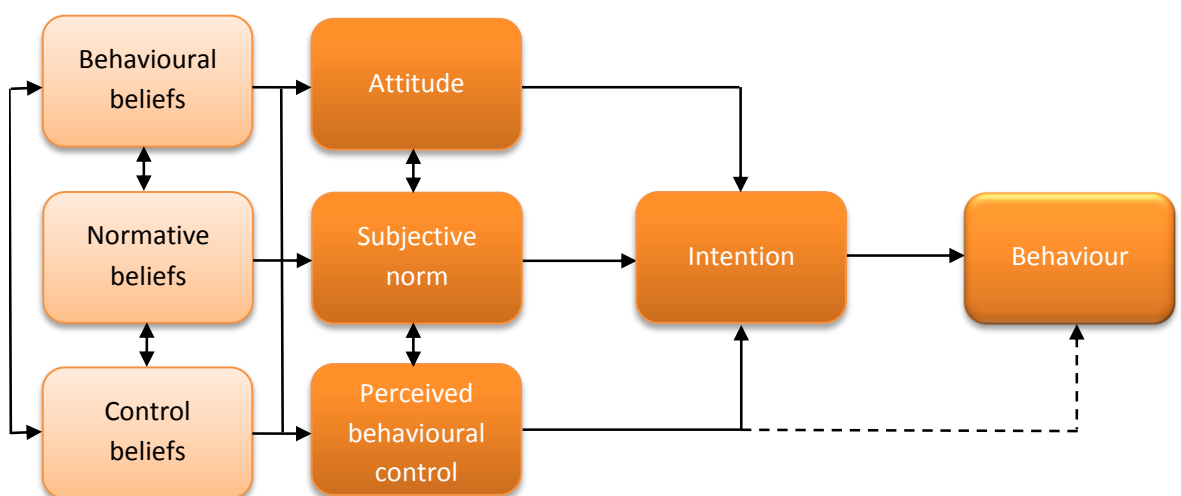 Behavioural
beliefs
Attitude
Normative
beliefs
Subjective
norm
Intention
Behaviour
Control
beliefs
Perceived
behavioural
control